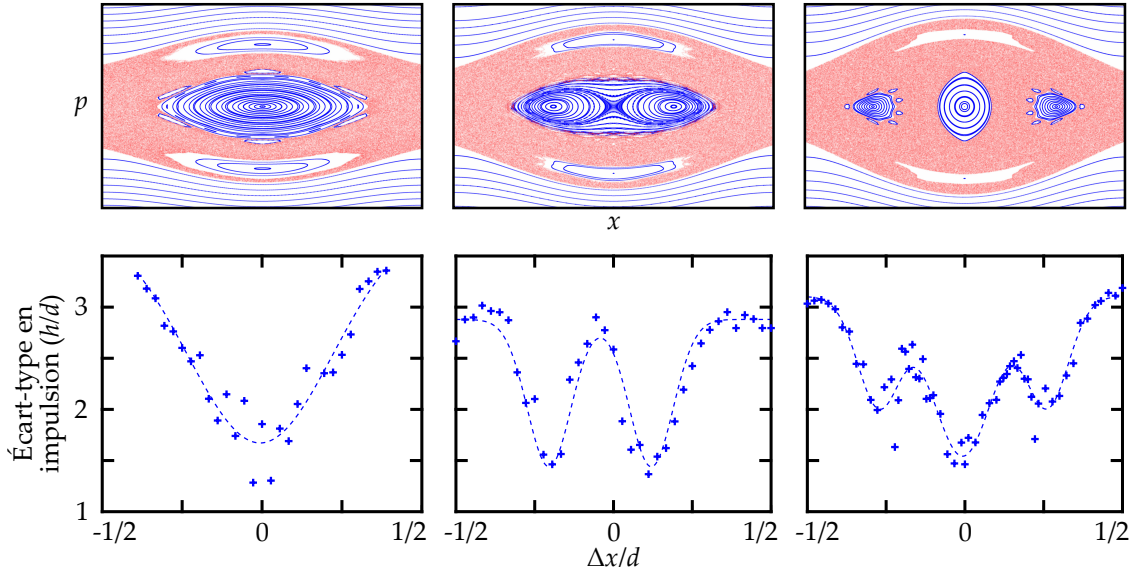 p
x
Écart-type en
impulsion (h/d)
3
2
1
-1/2 0 1/2 -1/2 0 1/2 -1/2 0 1/2
Δx/d